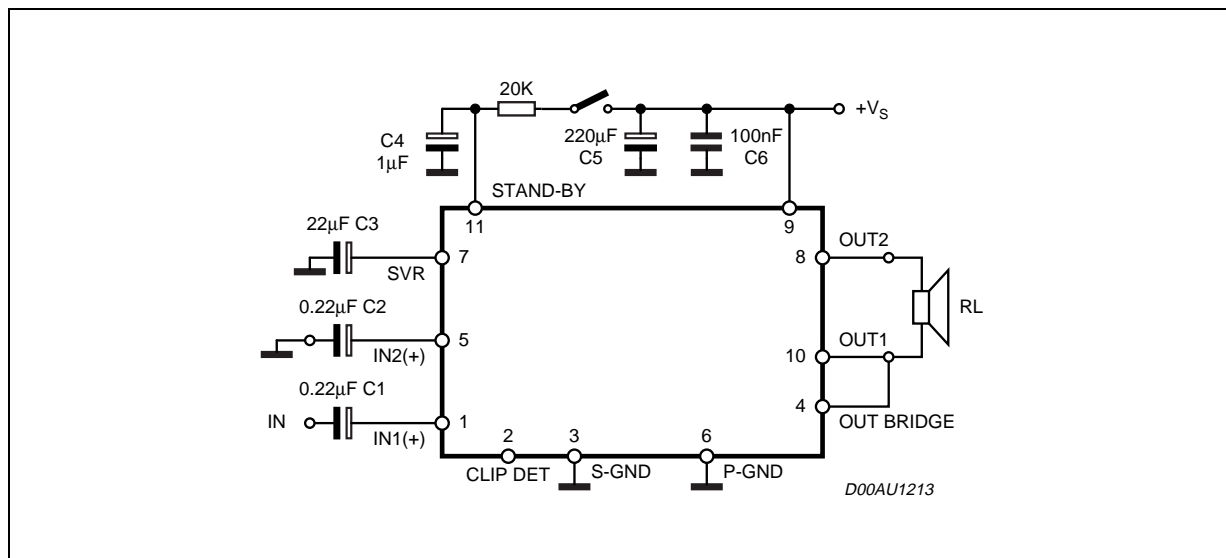 20K
+VS
C4
1µF
220µF
C5
100nF
C6
STAND-BY
11
9
22µF C3
7
SVR
8
OUT2
0.22µF C2
5
IN2(+)
RL
10
OUT1
0.22µF C1
4
OUT BRIDGE
IN
1
IN1(+)
2
3
6
CLIP DET
S-GND
P-GND
D00AU1213